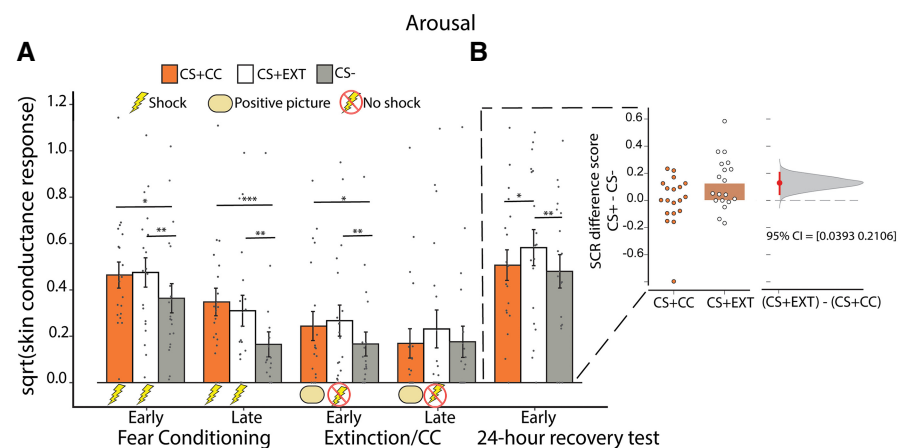 Arousal
A
B
CS+CC CS+EXT CS-
Shock Positive picture No shock
sqrt(skin conductance response)
1.2
1.0
0.8
0.6
0.4
0.2
0.0
* *** * *
** ** ** **
Early Late Early Late Early
Fear Conditioning Extinction/CC 24-hour recovery test
SCR difference score
CS+ - CS-
0.6
0.4
0.2
-0.0
-0.2
-0.6
95% CI = [0.0393 0.2106]
CS+CC CS+EXT (CS+EXT) - (CS+CC)